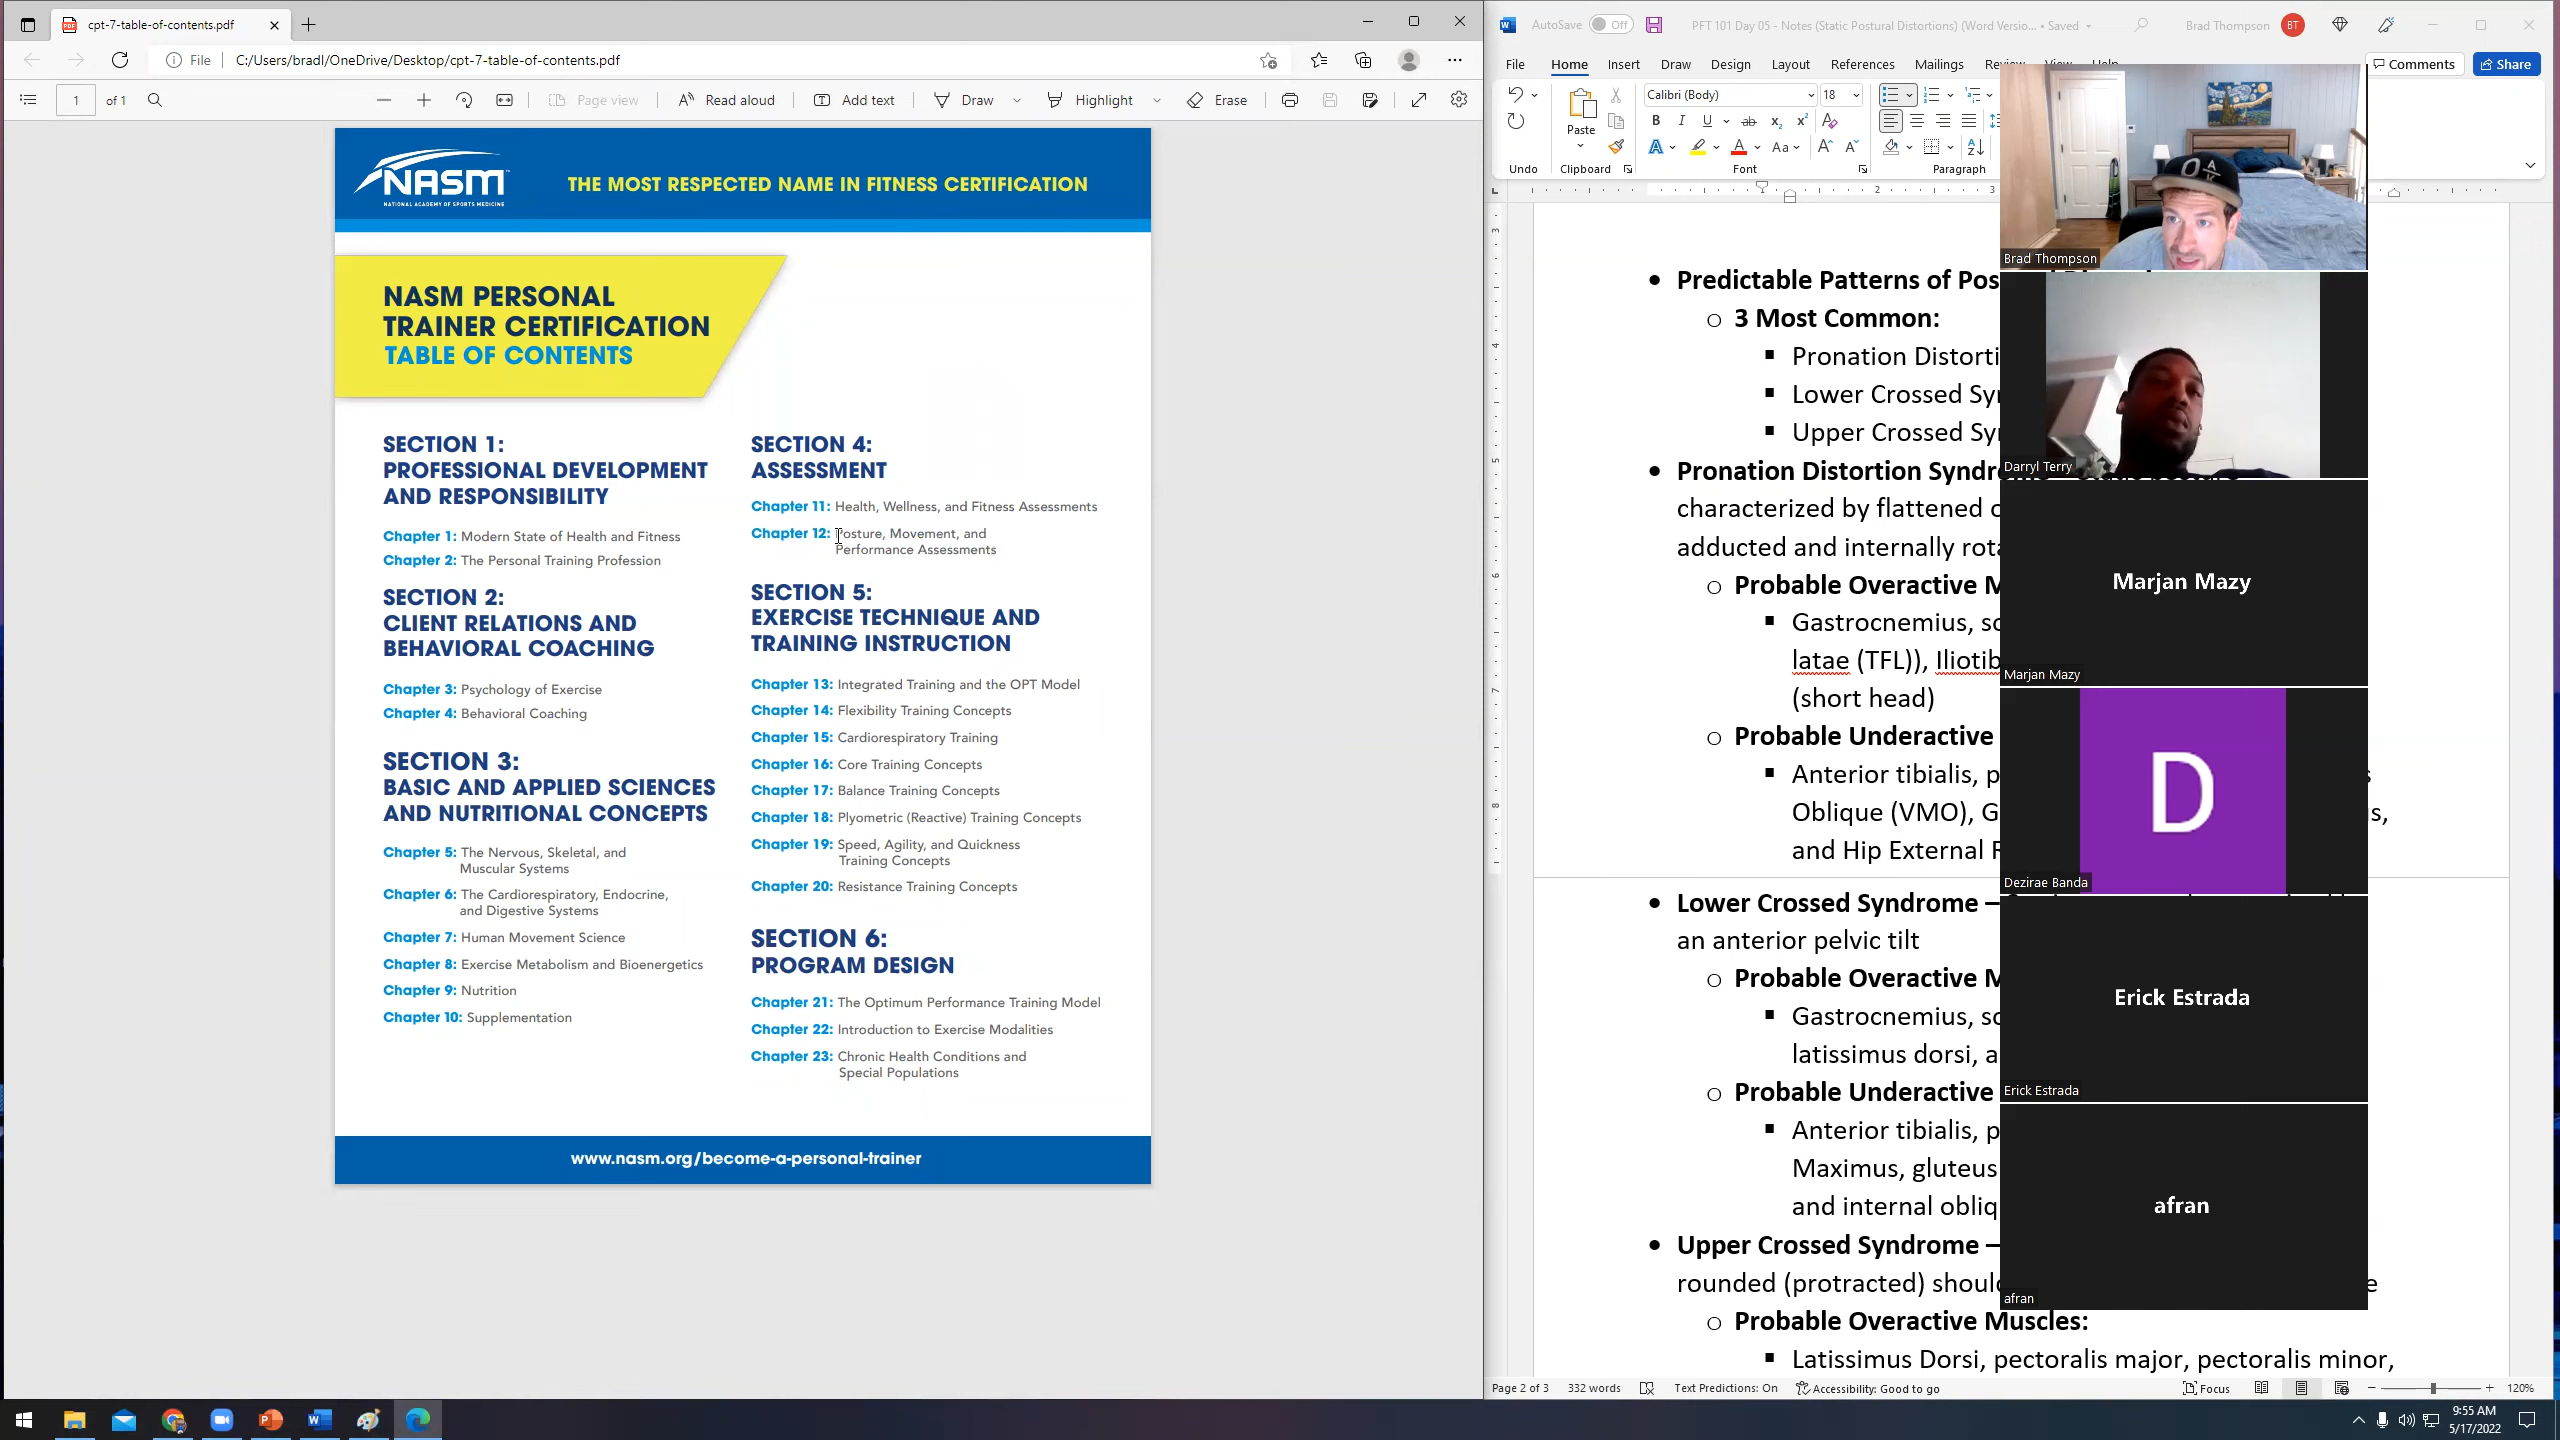 cpt-7-table-of-contents.pdf
File C:/Users/bradl/OneDrive/Desktop/cpt-7-table-of-contents.pdf
1 of 1 Page view Read aloud Add text Draw Highlight Erase
NASM
NATIONAL ACADEMY OF SPORTS MEDICINE
THE MOST RESPECTED NAME IN FITNESS CERTIFICATION
NASM PERSONAL
TRAINER CERTIFICATION
TABLE OF CONTENTS
SECTION 1:
PROFESSIONAL DEVELOPMENT
AND RESPONSIBILITY
Chapter 1: Modern State of Health and Fitness
Chapter 2: The Personal Training Profession
SECTION 2:
CLIENT RELATIONS AND
BEHAVIORAL COACHING
Chapter 3: Psychology of Exercise
Chapter 4: Behavioral Coaching
SECTION 3:
BASIC AND APPLIED SCIENCES
AND NUTRITIONAL CONCEPTS
Chapter 5: The Nervous, Skeletal, and
Muscular Systems
Chapter 6: The Cardiorespiratory, Endocrine,
and Digestive Systems
Chapter 7: Human Movement Science
Chapter 8: Exercise Metabolism and Bioenergetics
Chapter 9: Nutrition
Chapter 10: Supplementation
SECTION 4:
ASSESSMENT
Chapter 11: Health, Wellness, and Fitness Assessments
Chapter 12: Posture, Movement, and
Performance Assessments
SECTION 5:
EXERCISE TECHNIQUE AND
TRAINING INSTRUCTION
Chapter 13: Integrated Training and the OPT Model
Chapter 14: Flexibility Training Concepts
Chapter 15: Cardiorespiratory Training
Chapter 16: Core Training Concepts
Chapter 17: Balance Training Concepts
Chapter 18: Plyometric (Reactive) Training Concepts
Chapter 19: Speed, Agility, and Quickness
Training Concepts
Chapter 20: Resistance Training Concepts
SECTION 6:
PROGRAM DESIGN
Chapter 21: The Optimum Performance Training Model
Chapter 22: Introduction to Exercise Modalities
Chapter 23: Chronic Health Conditions and
Special Populations
www.nasm.org/become-a-personal-trainer
AutoSave Off PFT 101 Day 05 - Notes (Static Postural Distortions) (Word Versio... • Saved Brad Thompson BT
File Home Insert Draw Design Layout References Mailings Comments Share
Calibri (Body) 18
Paste
Undo Clipboard Font Paragraph
2 3
Predictable Patterns of Pos
3 Most Common:
Pronation Distorti
Lower Crossed Sy
Upper Crossed Sy
Pronation Distortion Syndro
characterized by flattened
adducted and internally rota
Probable Overactive M
Gastrocnemius, so
latae (TFL)), Iliotib
(short head)
Probable Underactive
Anterior tibialis, p
Oblique (VMO), G
and Hip External R
Lower Crossed Syndrome –
an anterior pelvic tilt
Probable Overactive M
Gastrocnemius, so
latissimus dorsi, a
Probable Underactive
Anterior tibialis, p
Maximus, gluteus
and internal obliq
Upper Crossed Syndrome –
rounded (protracted) should
Probable Overactive Muscles:
Latissimus Dorsi, pectoralis major, pectoralis minor,
Brad Thompson
Darryl Terry
Marjan Mazy
Marjan Mazy
D
Dezirae Banda
Erick Estrada
Erick Estrada
afran
afran
Page 2 of 3 332 words Text Predictions: On Accessibility: Good to go Focus 120%
9:55 AM
5/17/2022